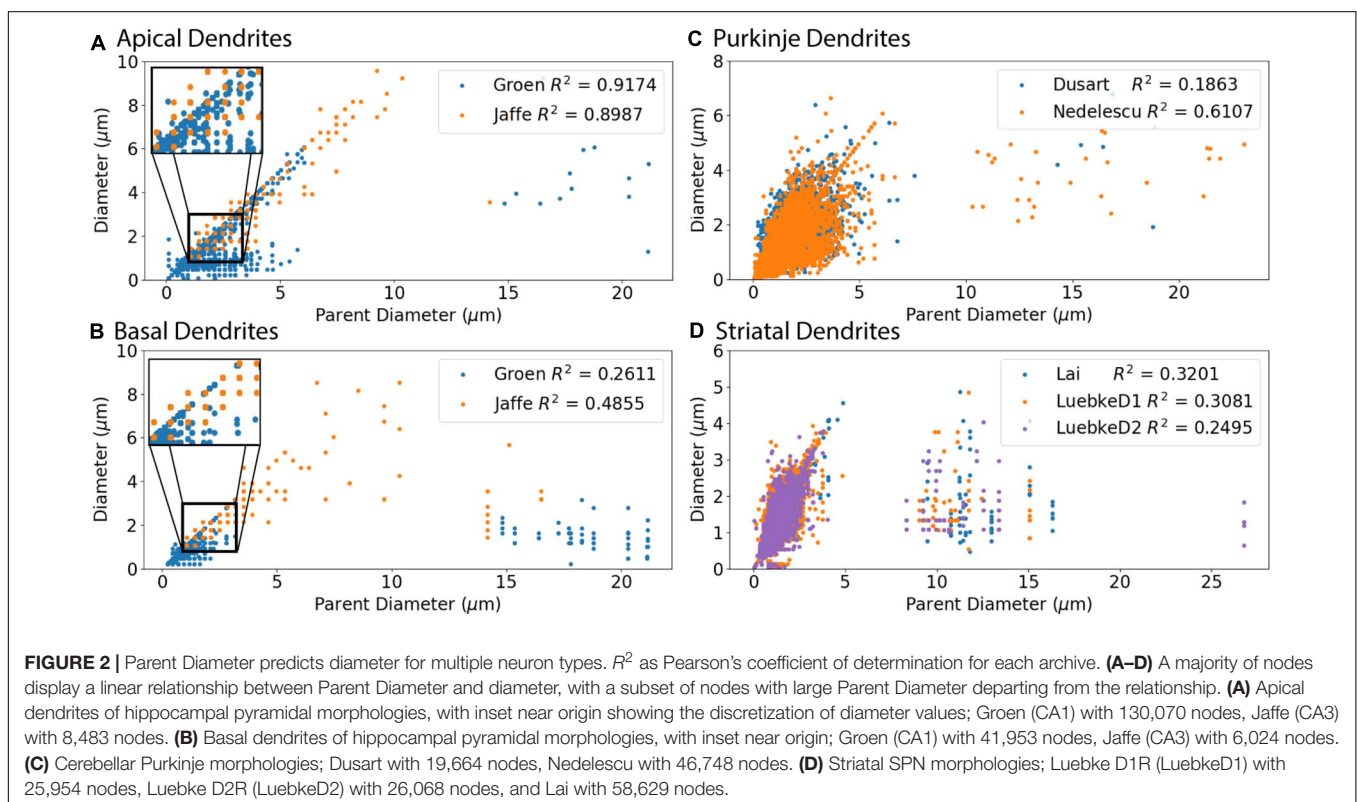 A Apical Dendrites
10
8
6
4
2
0
Diameter (μm)
Groen R² = 0.9174
Jaffe R² = 0.8987
0 5 10 15 20
Parent Diameter (μm)
C Purkinje Dendrites
8
6
4
2
0
Diameter (μm)
Dusart R² = 0.1863
Nedelescu R² = 0.6107
0 5 10 15 20
Parent Diameter (μm)
B Basal Dendrites
10
8
6
4
2
0
Diameter (μm)
Groen R² = 0.2611
Jaffe R² = 0.4855
0 5 10 15 20
Parent Diameter (μm)
D Striatal Dendrites
6
5
4
3
2
1
0
Diameter (μm)
Lai R² = 0.3201
LuebkeD1 R² = 0.3081
LuebkeD2 R² = 0.2495
0 5 10 15 20 25
Parent Diameter (μm)
FIGURE 2 | Parent Diameter predicts diameter for multiple neuron types. R² as Pearson's coefficient of determination for each archive. (A–D) A majority of nodes
display a linear relationship between Parent Diameter and diameter, with a subset of nodes with large Parent Diameter departing from the relationship. (A) Apical
dendrites of hippocampal pyramidal morphologies, with inset near origin showing the discretization of diameter values; Groen (CA1) with 130,070 nodes, Jaffe (CA3)
with 8,483 nodes. (B) Basal dendrites of hippocampal pyramidal morphologies, with inset near origin; Groen (CA1) with 41,953 nodes, Jaffe (CA3) with 6,024 nodes.
(C) Cerebellar Purkinje morphologies; Dusart with 19,664 nodes, Nedelescu with 46,748 nodes. (D) Striatal SPN morphologies; Luebke D1R (LuebkeD1) with
25,954 nodes, Luebke D2R (LuebkeD2) with 26,068 nodes, and Lai with 58,629 nodes.